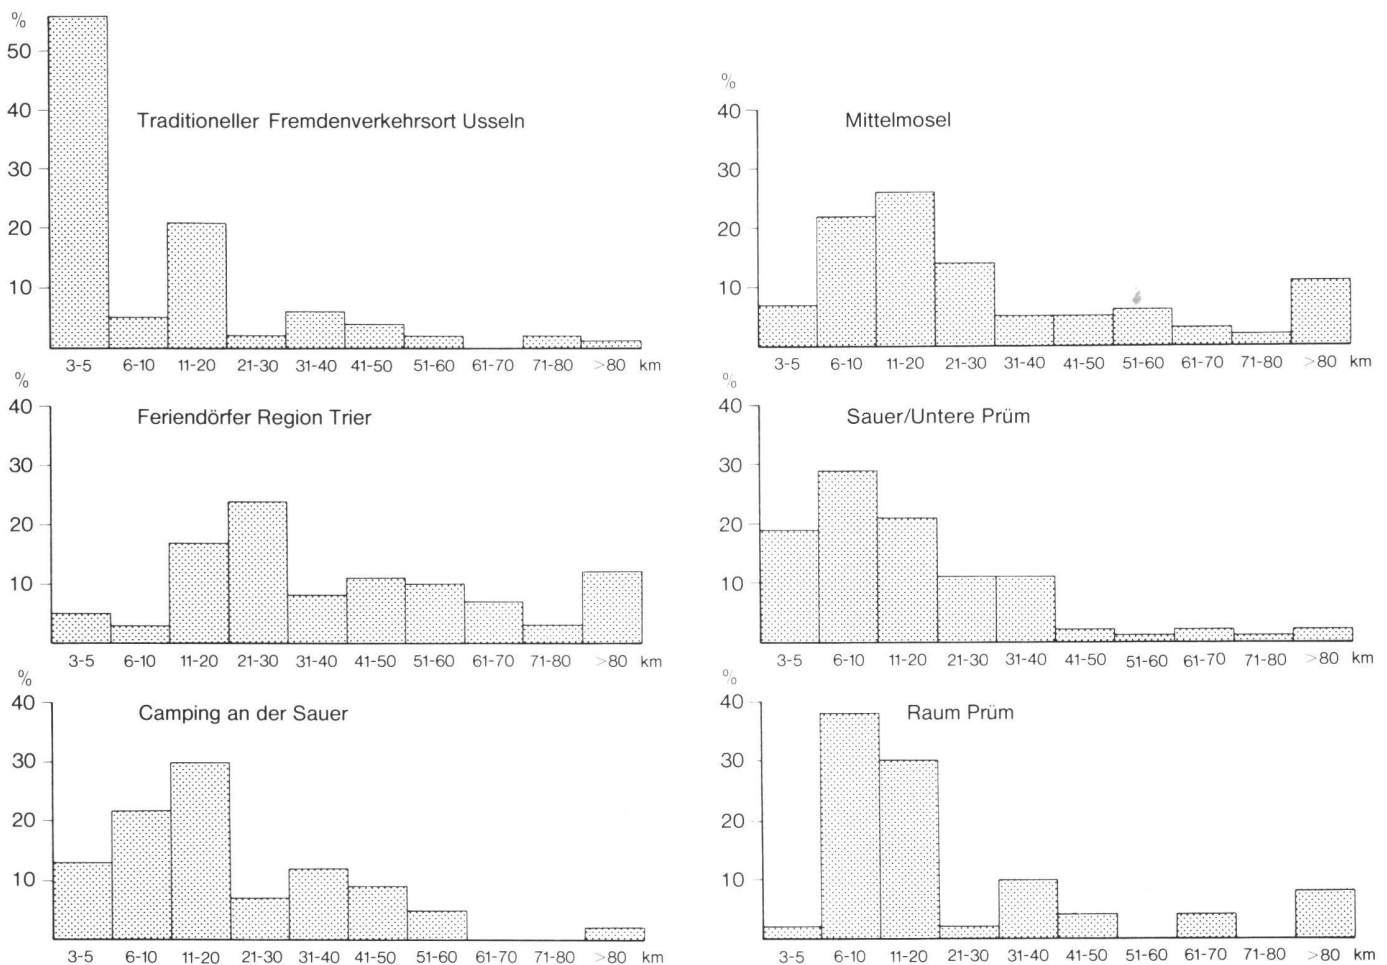 %
50
40
30
20
10
Traditioneller Fremdenverkehrsort Usseln
3-5 6-10 11-20 21-30 31-40 41-50 51-60 61-70 71-80 >80 km
%
40
30
20
10
Mittelmosel
3-5 6-10 11-20 21-30 31-40 41-50 51-60 61-70 71-80 >80 km
%
40
30
20
10
Feriendörfer Region Trier
3-5 6-10 11-20 21-30 31-40 41-50 51-60 61-70 71-80 >80 km
%
40
30
20
10
Sauer/Untere Prüm
3-5 6-10 11-20 21-30 31-40 41-50 51-60 61-70 71-80 >80 km
%
40
30
20
10
Camping an der Sauer
3-5 6-10 11-20 21-30 31-40 41-50 51-60 61-70 71-80 >80 km
%
40
30
20
10
Raum Prüm
3-5 6-10 11-20 21-30 31-40 41-50 51-60 61-70 71-80 >80 km